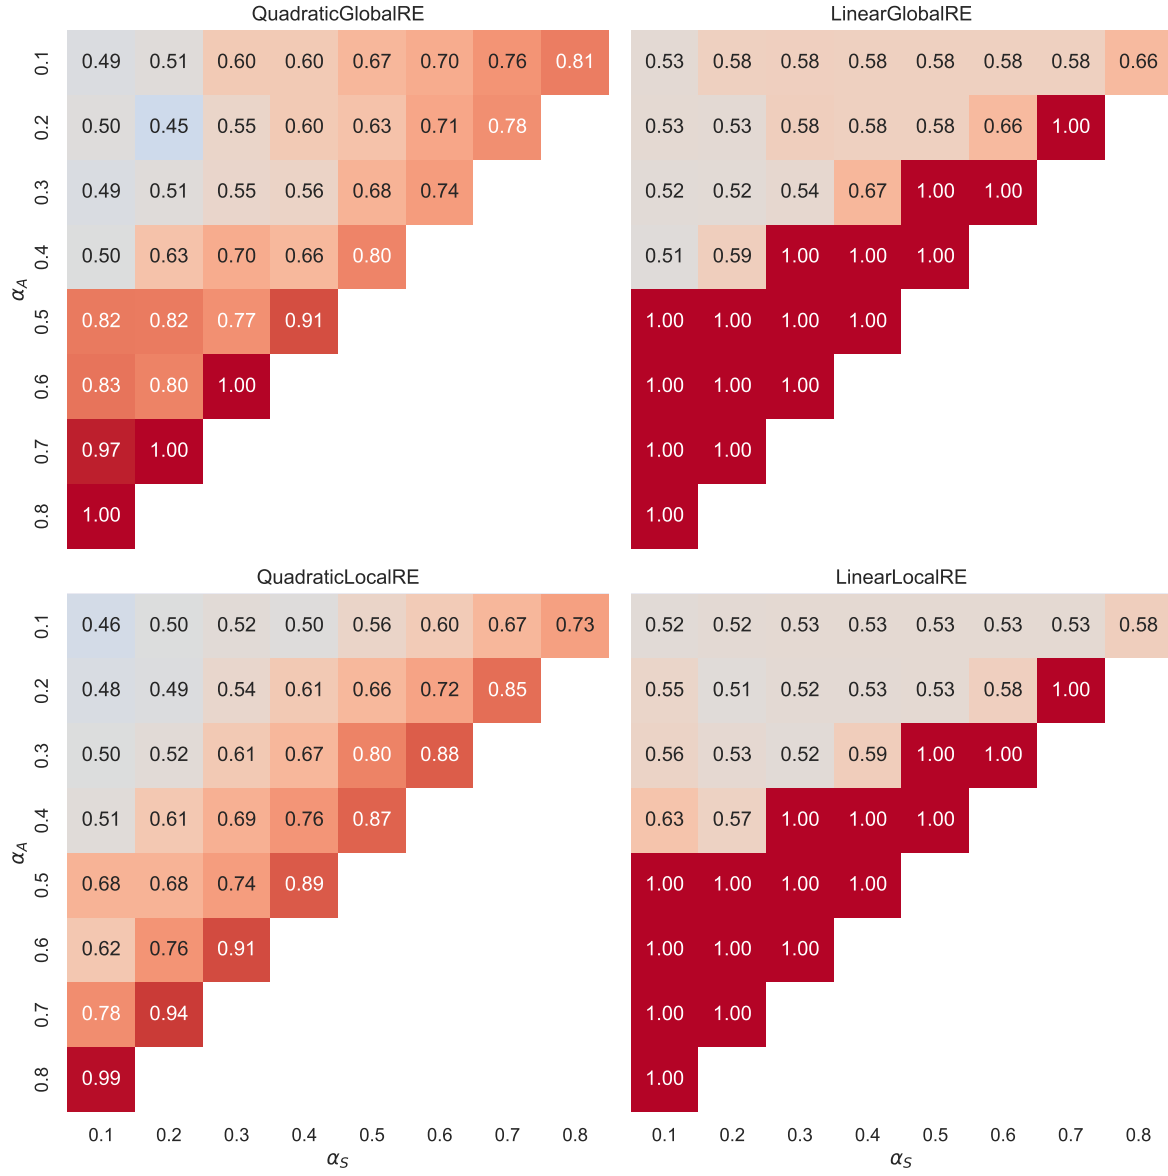 QuadraticGlobalRE LinearGlobalRE
0.1 0.49 0.51 0.60 0.60 0.67 0.70 0.76 0.81 0.53 0.58 0.58 0.58 0.58 0.58 0.58 0.66
0.2 0.50 0.45 0.55 0.60 0.63 0.71 0.78 0.53 0.53 0.58 0.58 0.58 0.66 1.00
0.3 0.49 0.51 0.55 0.56 0.68 0.74 0.52 0.52 0.54 0.67 1.00 1.00
0.4 0.50 0.63 0.70 0.66 0.80 0.51 0.59 1.00 1.00 1.00
α_A
0.5 0.82 0.82 0.77 0.91 1.00 1.00 1.00 1.00
0.6 0.83 0.80 1.00 1.00 1.00 1.00
0.7 0.97 1.00 1.00 1.00
0.8 1.00 1.00
QuadraticLocalRE LinearLocalRE
0.1 0.46 0.50 0.52 0.50 0.56 0.60 0.67 0.73 0.52 0.52 0.53 0.53 0.53 0.53 0.53 0.58
0.2 0.48 0.49 0.54 0.61 0.66 0.72 0.85 0.55 0.51 0.52 0.53 0.53 0.58 1.00
0.3 0.50 0.52 0.61 0.67 0.80 0.88 0.56 0.53 0.52 0.59 1.00 1.00
0.4 0.51 0.61 0.69 0.76 0.87 0.63 0.57 1.00 1.00 1.00
α_A
0.5 0.68 0.68 0.74 0.89 1.00 1.00 1.00 1.00
0.6 0.62 0.76 0.91 1.00 1.00 1.00
0.7 0.78 0.94 1.00 1.00
0.8 0.99 1.00
0.1 0.2 0.3 0.4 0.5 0.6 0.7 0.8 0.1 0.2 0.3 0.4 0.5 0.6 0.7 0.8
α_S α_S